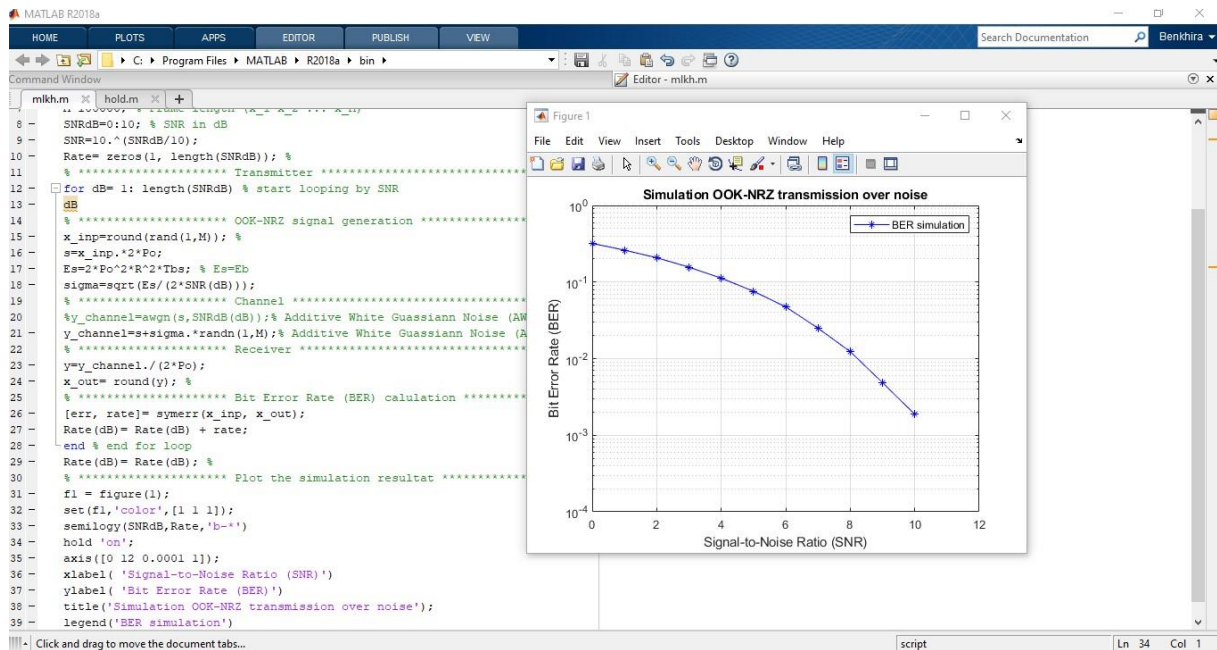 MATLAB R2018a
HOME PLOTS APPS EDITOR PUBLISH VIEW Search Documentation Benkhira
C: Program Files MATLAB R2018a bin
Command Window
Editor - mlkh.m
mlkh.m hold.m
8 - SNRdB=0:10; % SNR in dB
9 - SNR=10.^(SNRdB/10);
10 - Rate= zeros(1, length(SNRdB)); %
11 % ********************* Transmitter **************************
12 - for dB= 1: length(SNRdB) % start looping by SNR
13 - dB
14 % ********************* OOK-NRZ signal generation ***************
15 - x_inp=round(rand(1,M)); %
16 - s=x_inp.*2*Po;
17 - Es=2*Po^2*R^2*Tbs; % Es=Eb
18 - sigma=sqrt(Es/(2*SNR(dB)));
19 % ********************* Channel ******************************
20 %y_channel=awgn(s,SNRdB(dB));% Additive White Guassiann Noise (AW
21 - y_channel=s+sigma.*randn(1,M);% Additive White Guassiann Noise (A
22 % ********************* Receiver *****************************
23 - y=y_channel./(2*Po);
24 - x_out= round(y); %
25 % ********************* Bit Error Rate (BER) calulation *********
26 - [err, rate]= symerr(x_inp, x_out);
27 - Rate(dB)= Rate(dB) + rate;
28 - end % end for loop
29 - Rate(dB)= Rate(dB); %
30 % ********************* Plot the simulation resultat ************
31 - f1 = figure(1);
32 - set(f1,'color',[1 1 1]);
33 - semilogy(SNRdB,Rate,'b-*')
34 - hold 'on';
35 - axis([0 12 0.0001 1]);
36 - xlabel( 'Signal-to-Noise Ratio (SNR)')
37 - ylabel( 'Bit Error Rate (BER)')
38 - title('Simulation OOK-NRZ transmission over noise');
39 - legend('BER simulation')
Figure 1
File Edit View Insert Tools Desktop Window Help
Simulation OOK-NRZ transmission over noise
BER simulation
10^0
10^-1
10^-2
10^-3
10^-4
Bit Error Rate (BER)
0 2 4 6 8 10 12
Signal-to-Noise Ratio (SNR)
Click and drag to move the document tabs...
script
Ln 34 Col 1